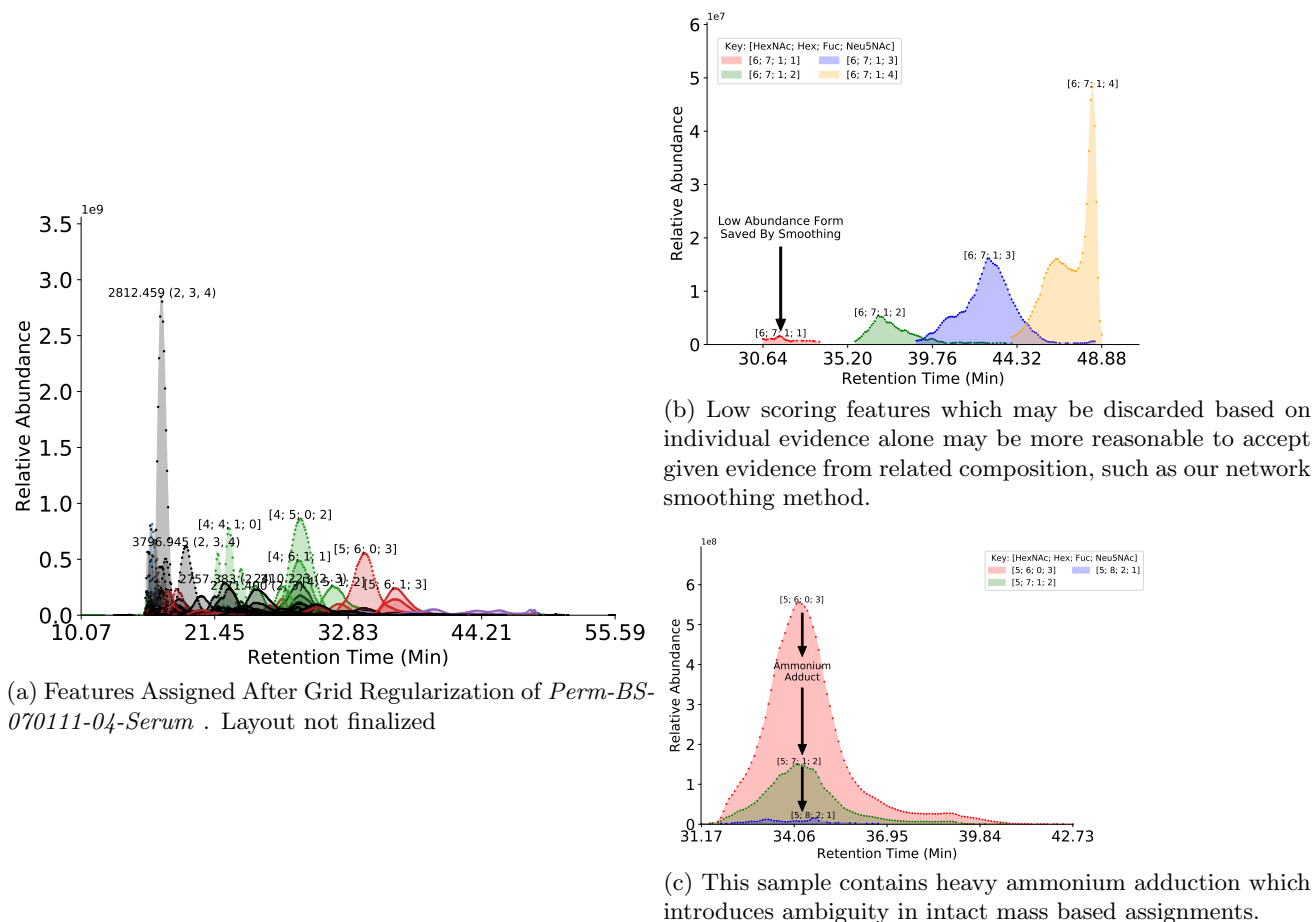 1e9
3.5
3.0
2.5
2.0
1.5
1.0
0.5
0.0
Relative Abundance
2812.459 (2, 3, 4)
[4; 4; 1; 0]
[4; 5; 0; 2]
3796.945 (2, 3, 4)
[4; 6; 1; 1]
[5; 6; 0; 3]
2757.383 (2, 3, 4)
[5; 6; 1; 3]
10.07 21.45 32.83 44.21 55.59
Retention Time (Min)
(a) Features Assigned After Grid Regularization of Perm-BS-
070111-04-Serum . Layout not finalized
1e7
6
5
4
3
2
1
0
Relative Abundance
Key: [HexNAc; Hex; Fuc; Neu5NAc]
[6; 7; 1; 1] [6; 7; 1; 3]
[6; 7; 1; 2] [6; 7; 1; 4]
[6; 7; 1; 4]
Low Abundance Form
Saved By Smoothing
[6; 7; 1; 3]
[6; 7; 1; 2]
[6; 7; 1; 1]
30.64 35.20 39.76 44.32 48.88
Retention Time (Min)
(b) Low scoring features which may be discarded based on
individual evidence alone may be more reasonable to accept
given evidence from related composition, such as our network
smoothing method.
1e8
6
5
4
3
2
1
0
Relative Abundance
Key: [HexNAc; Hex; Fuc; Neu5NAc]
[5; 6; 0; 3] [5; 8; 2; 1]
[5; 7; 1; 2]
[5; 6; 0; 3]
Ammonium
Adduct
[5; 7; 1; 2]
[5; 8; 2; 1]
31.17 34.06 36.95 39.84 42.73
Retention Time (Min)
(c) This sample contains heavy ammonium adduction which
introduces ambiguity in intact mass based assignments.